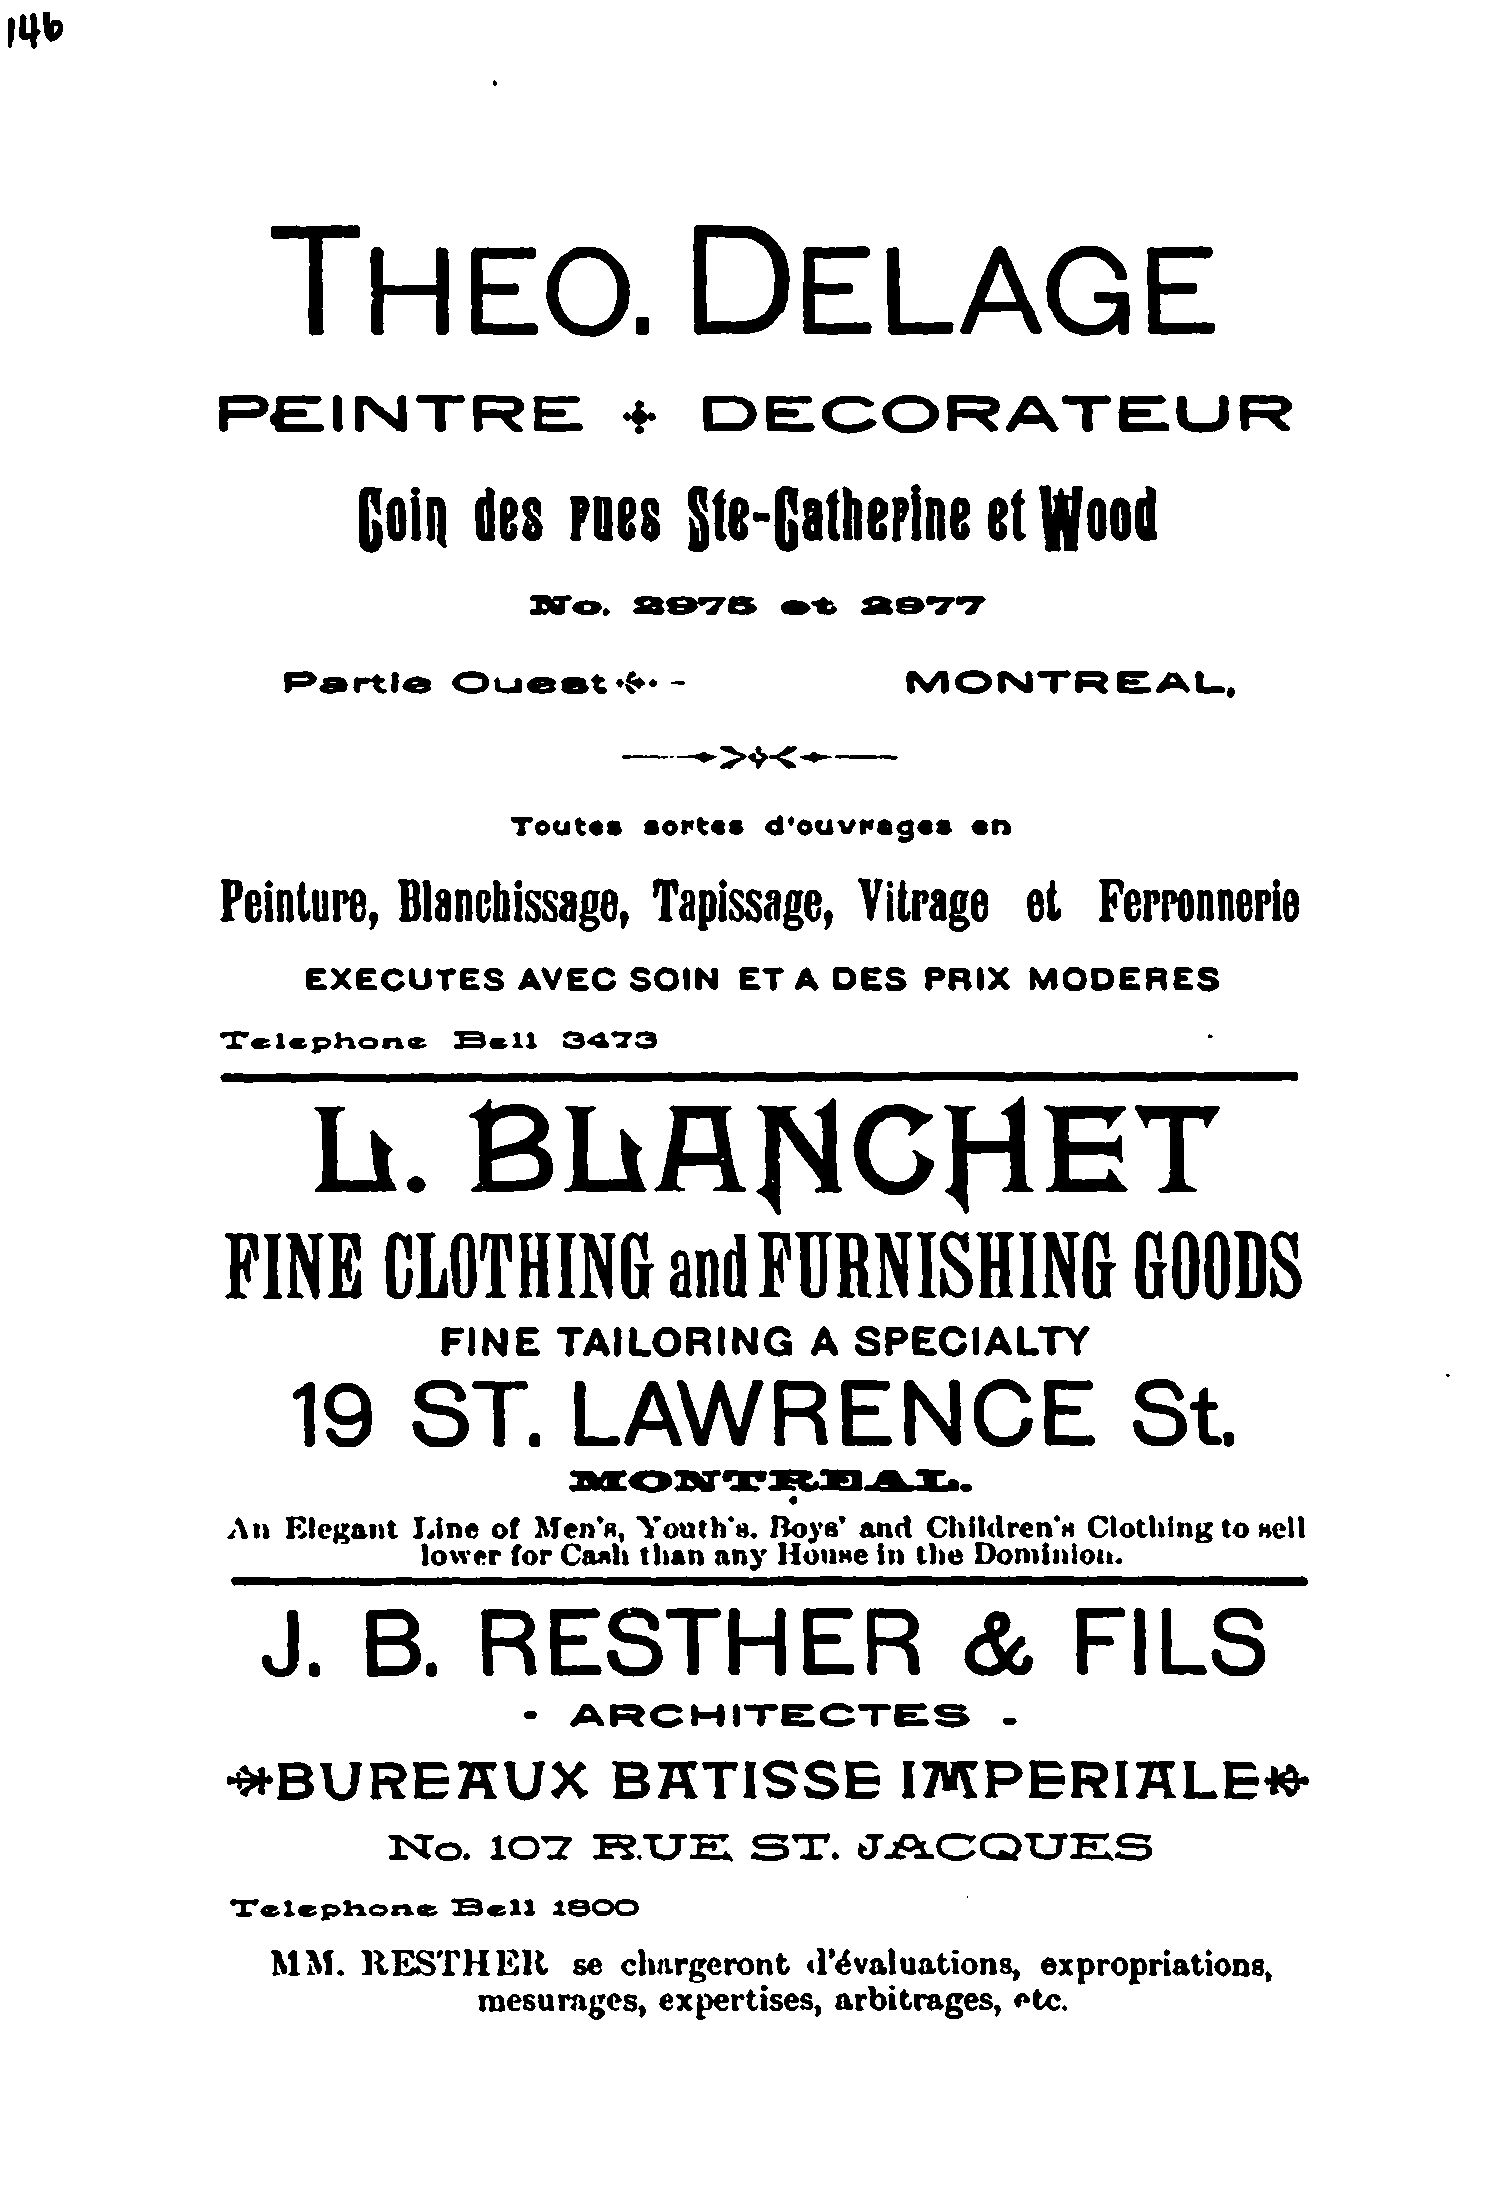 146
THEO. DELAGE
PEINTRE DECORATEUR
Coin des rues Ste-Catherine et Wood
No. 2975 et 2977
Partie Ouest - MONTREAL,
Toutes sortes d'ouvrages en
Peinture, Blanchissage, Tapissage, Vitrage et Ferronnerie
EXECUTES AVEC SOIN ET A DES PRIX MODERES
Telephone Bell 3473
L. BLANCHET
FINE CLOTHING and FURNISHING GOODS
FINE TAILORING A SPECIALTY
19 ST. LAWRENCE St.
MONTREAL.
An Elegant Line of Men's, Youth's. Boys' and Children's Clothing to sell
lower for Cash than any House in the Dominion.
J. B. RESTHER & FILS
- ARCHITECTES -
BUREAUX BATISSE IMPERIALE
No. 107 RUE ST. JACQUES
Telephone Bell 1800
MM. RESTHER se chargeront d'évaluations, expropriations,
mesurages, expertises, arbitrages, etc.